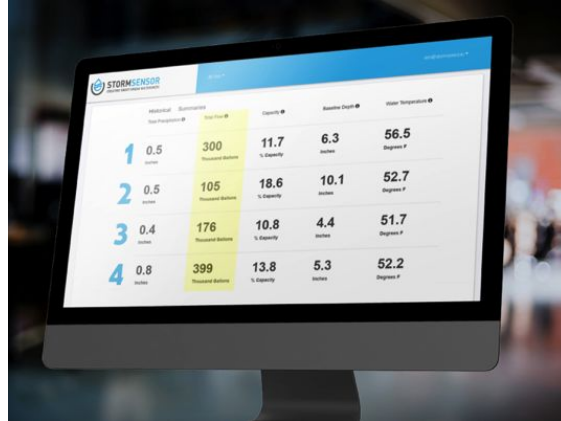 STORMSENSOR
Historical Summaries
Total Precipitation Total Flow Capacity Baseline Depth Water Temperature
1 0.5 300 11.7 6.3 56.5
Inches Thousand Gallons % Capacity Inches Degrees F
2 0.5 105 18.6 10.1 52.7
Inches Thousand Gallons % Capacity Inches Degrees F
3 0.4 176 10.8 4.4 51.7
Inches Thousand Gallons % Capacity Inches Degrees F
4 0.8 399 13.8 5.3 52.2
Inches Thousand Gallons % Capacity Inches Degrees F